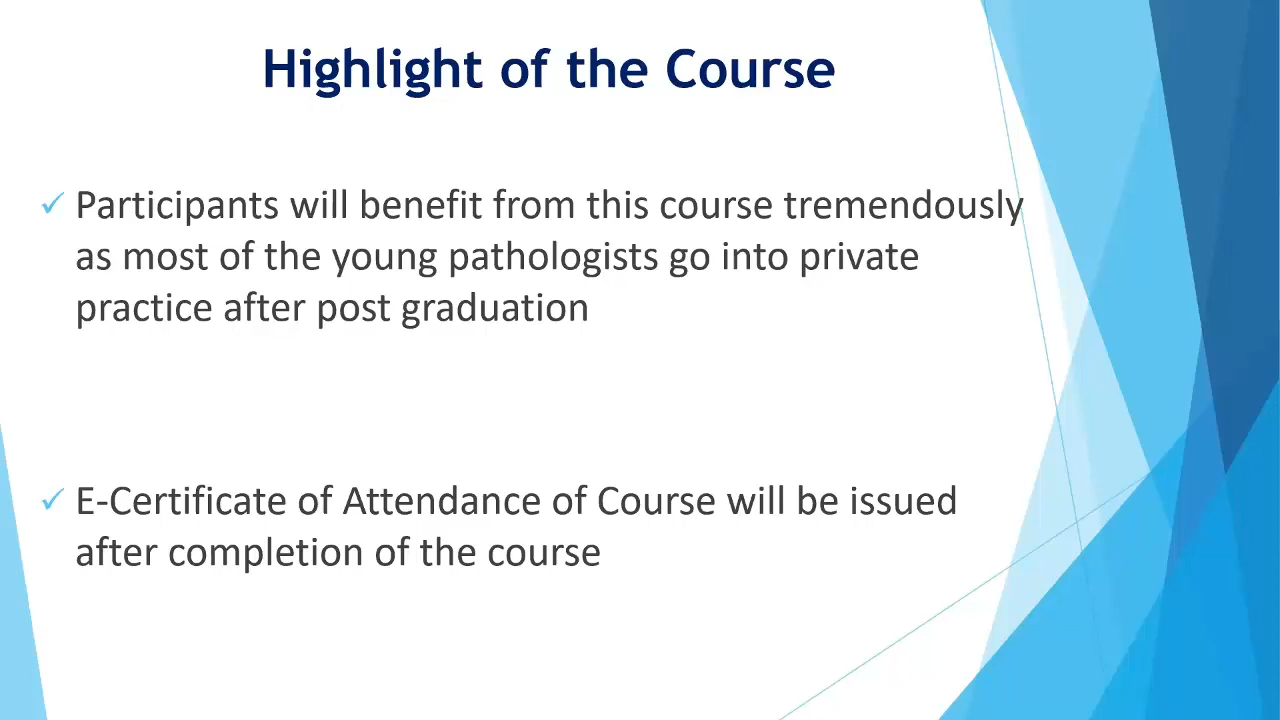 Highlight of the Course
✓ Participants will benefit from this course tremendously
as most of the young pathologists go into private
practice after post graduation
✓ E-Certificate of Attendance of Course will be issued
after completion of the course